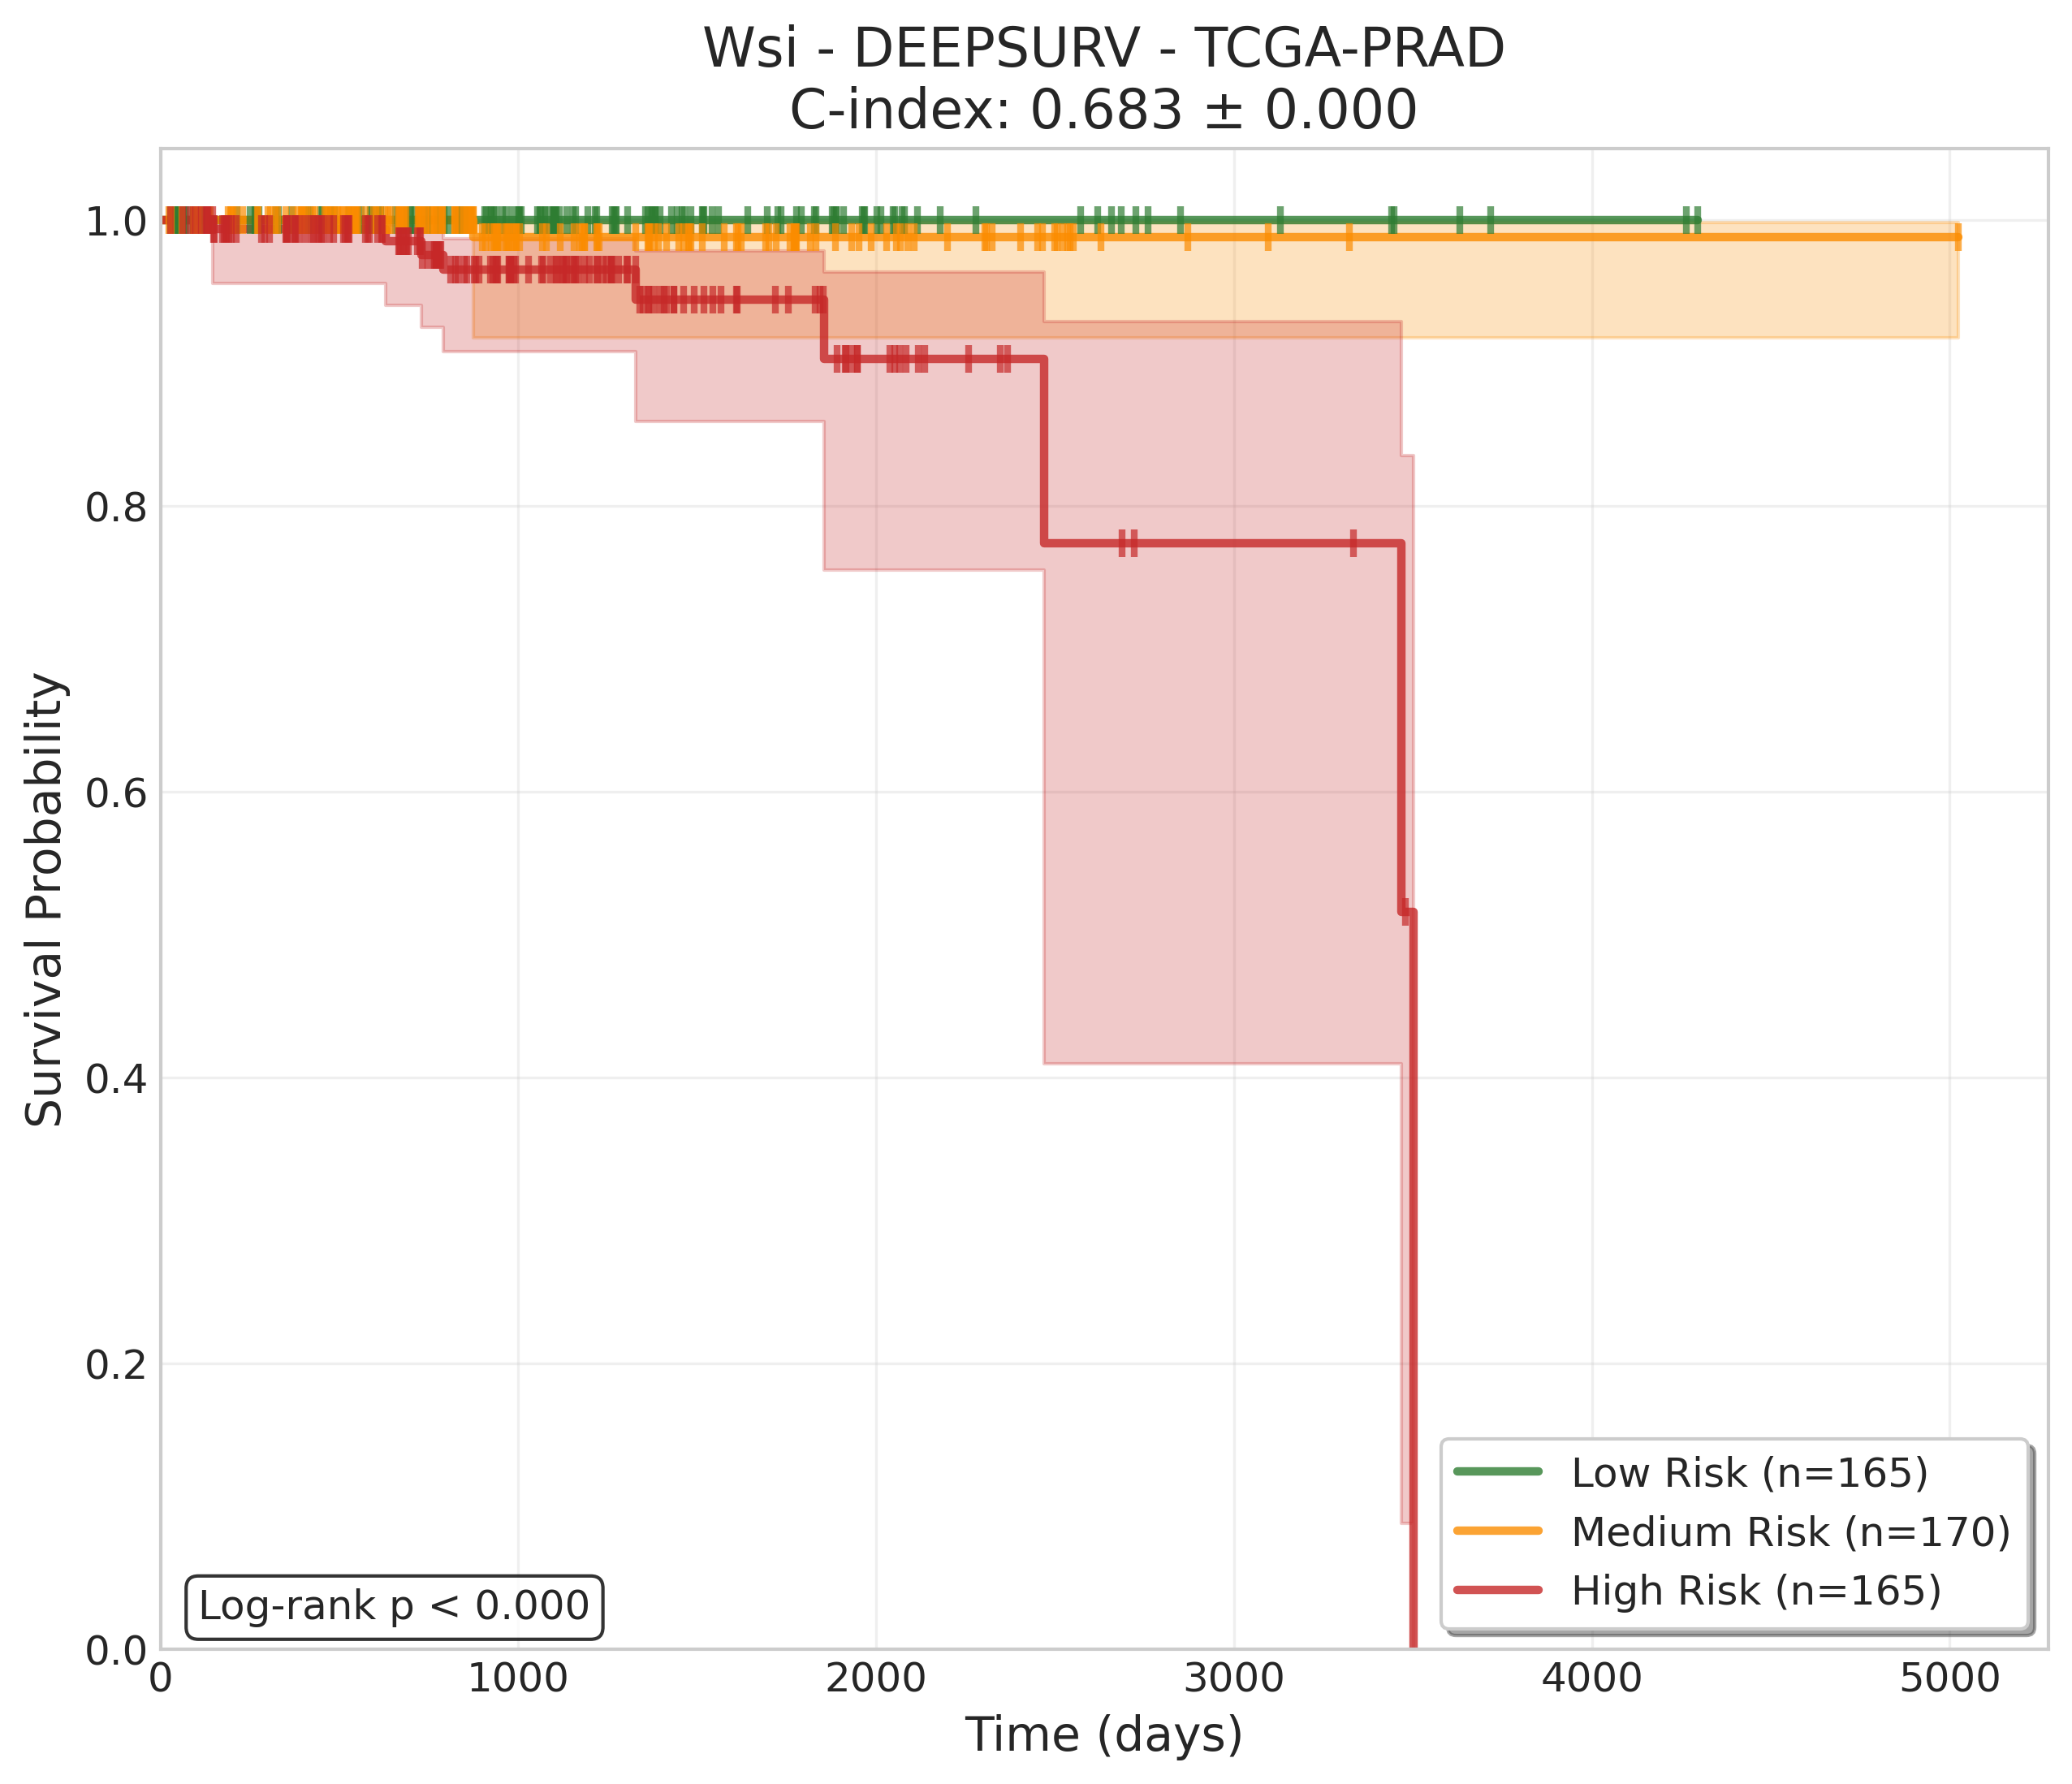 Wsi - DEEPSURV - TCGA-PRAD
C-index: 0.683 ± 0.000
Survival Probability
1.0
0.8
0.6
0.4
0.2
0.0
0
1000
2000
3000
4000
5000
Time (days)
Log-rank p < 0.000
Low Risk (n=165)
Medium Risk (n=170)
High Risk (n=165)